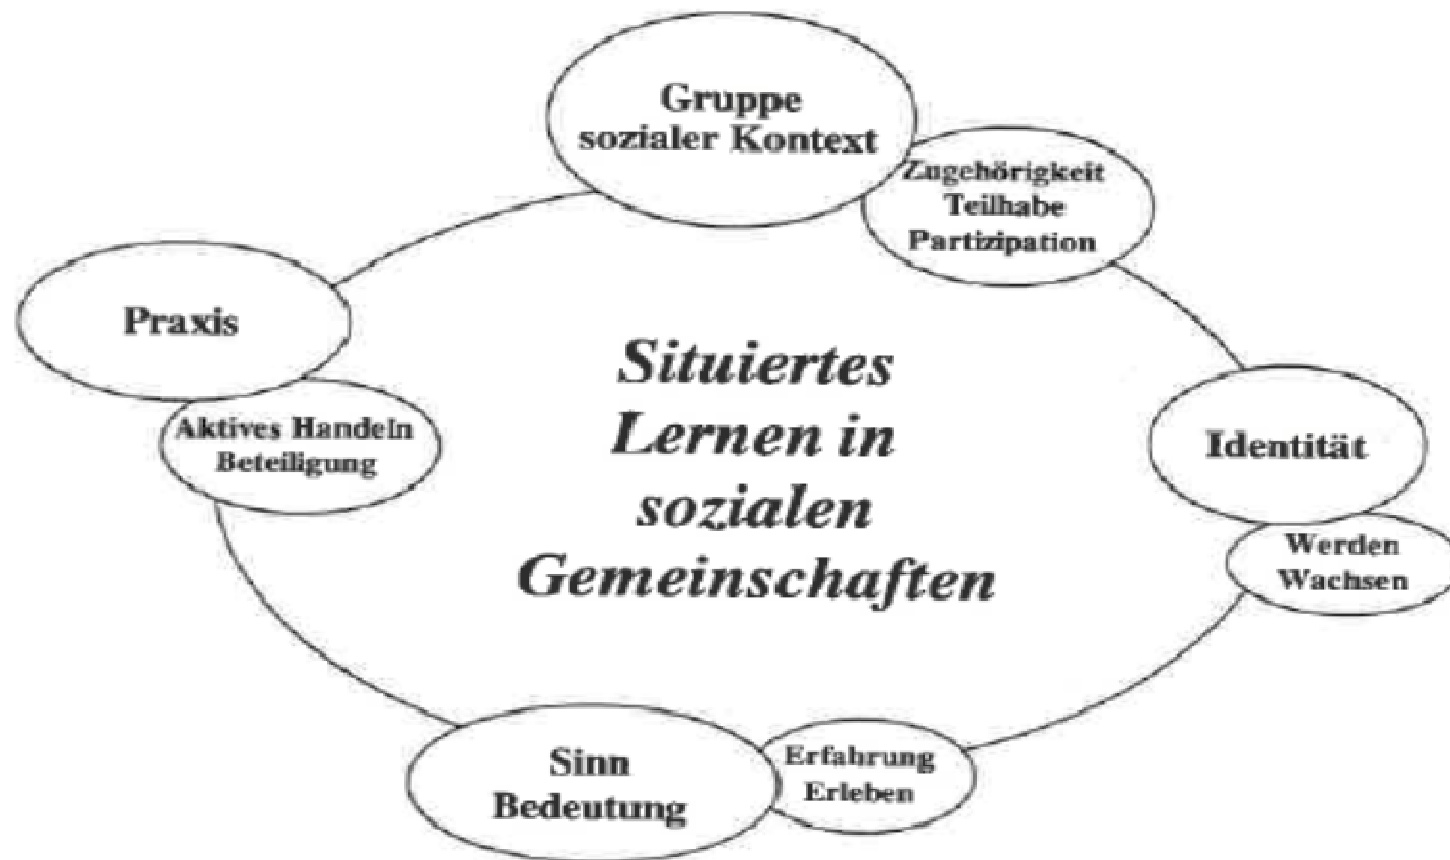 Gruppe
sozialer Kontext
Zugehörigkeit
Teilhabe
Partizipation
Praxis
Aktives Handeln
Beteiligung
Situiertes
Lernen in
sozialen
Gemeinschaften
Identität
Werden
Wachsen
Sinn
Bedeutung
Erfahrung
Erleben